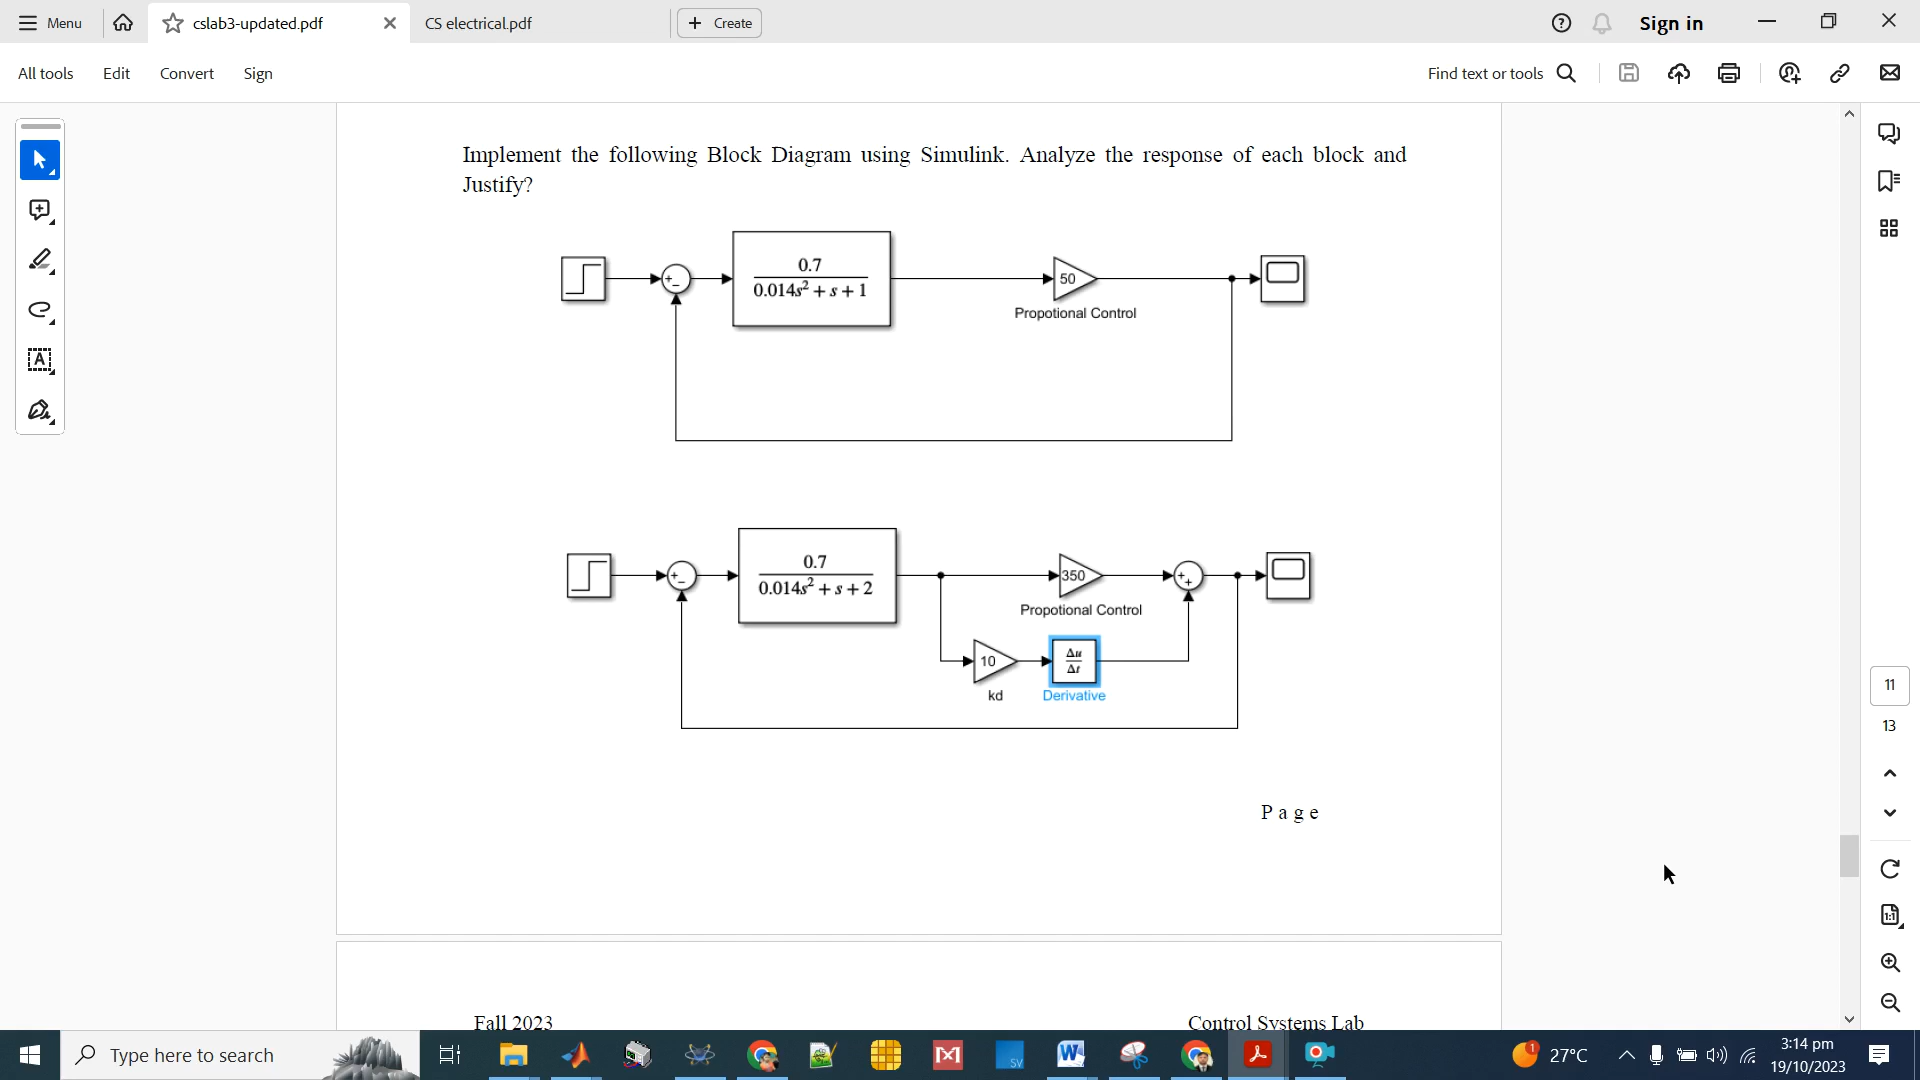 Menu
cslab3-updated.pdf
CS electrical.pdf
+ Create
Sign in
All tools
Edit
Convert
Sign
Find text or tools
Implement the following Block Diagram using Simulink. Analyze the response of each block and
Justify?
0.7
0.014s² + s + 1
50
Propotional Control
0.7
0.014s² + s + 2
350
Propotional Control
10
Δu
Δt
kd
Derivative
Page
11
13
Fall 2023
Control Systems Lab
Type here to search
SV
1
27°C
3:14 pm
19/10/2023